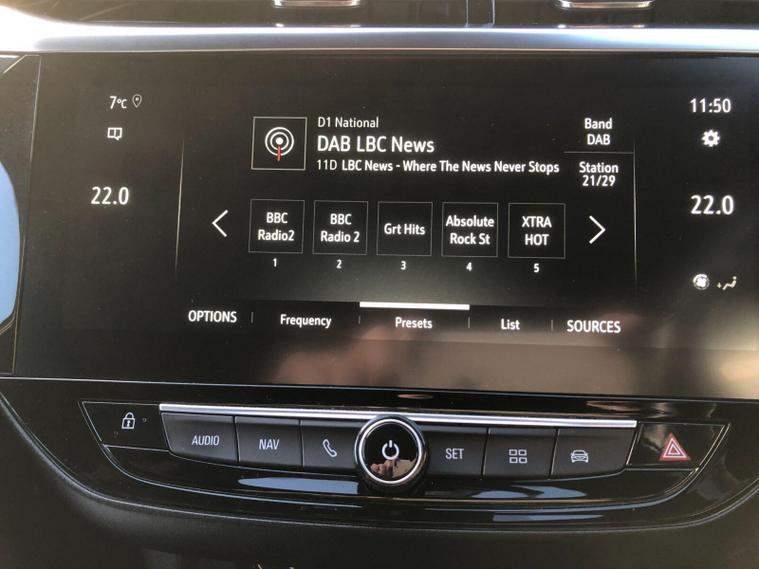 7°C
11:50
D1 National
DAB LBC News
11D LBC News - Where The News Never Stops
Band
DAB
Station
21/29
22.0
22.0
BBC
Radio2
BBC
Radio 2
Grt Hits
Absolute
Rock St
XTRA
HOT
1
2
3
4
5
OPTIONS
Frequency
Presets
List
SOURCES
AUDIO
NAV
SET